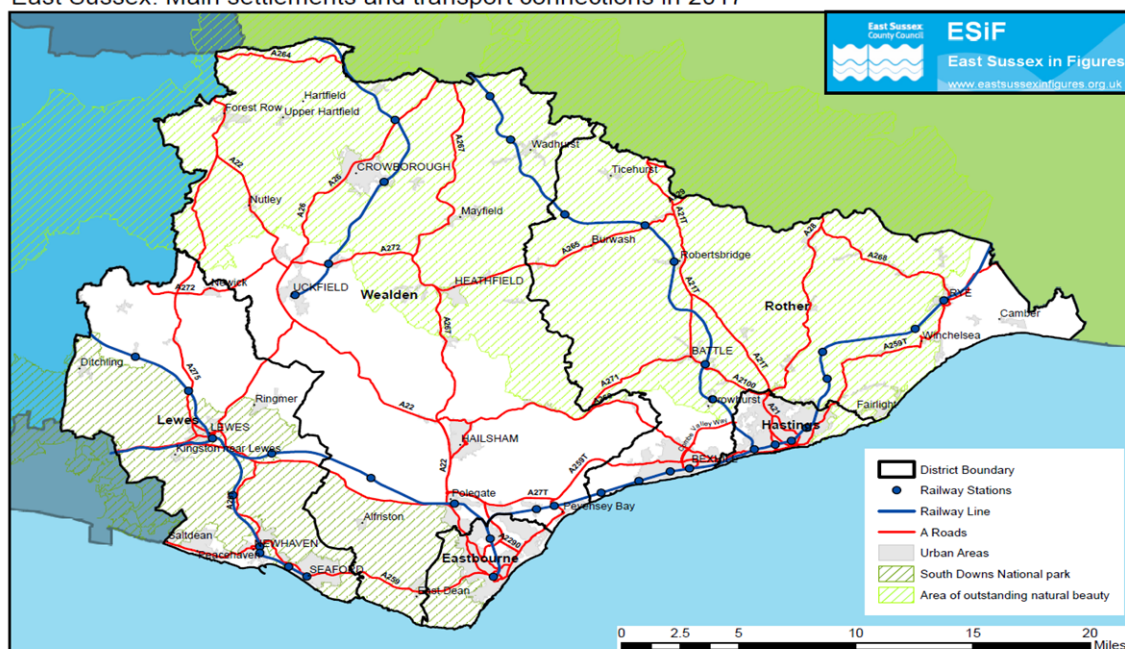 East Sussex: Main settlements and transport connections in 2017
East Sussex
County Council
ESiF
East Sussex in Figures
www.eastsussexinfigures.org.uk
A264
Hartfield
Forest Row
Upper Hartfield
A22
A26
CROWBOROUGH
A267
Wadhurst
Ticehurst
Nutley
A26
Mayfield
A21T
A28
A272
A265
Burwash
Robertsbridge
A268
A272
Newick
UCKFIELD
Wealden
HEATHFIELD
A21T
Rother
RYE
Camber
A267
Winchelsea
A259T
Ditchling
BATTLE
A21T
A275
A271
A2100
Ringmer
A22
A269
Crowhurst
A21
Fairlight
Lewes
LEWES
Hastings
HAILSHAM
Kingston near Lewes
A22
A259T
BEXHILL
Polegate
A27T
Pevensey Bay
Alfriston
A2290
Saltdean
NEWHAVEN
Eastbourne
Peacehaven
SEAFORD
A259
East Dean
District Boundary
Railway Stations
Railway Line
A Roads
Urban Areas
South Downs National park
Area of outstanding natural beauty
0 2.5 5 10 15 20
Miles